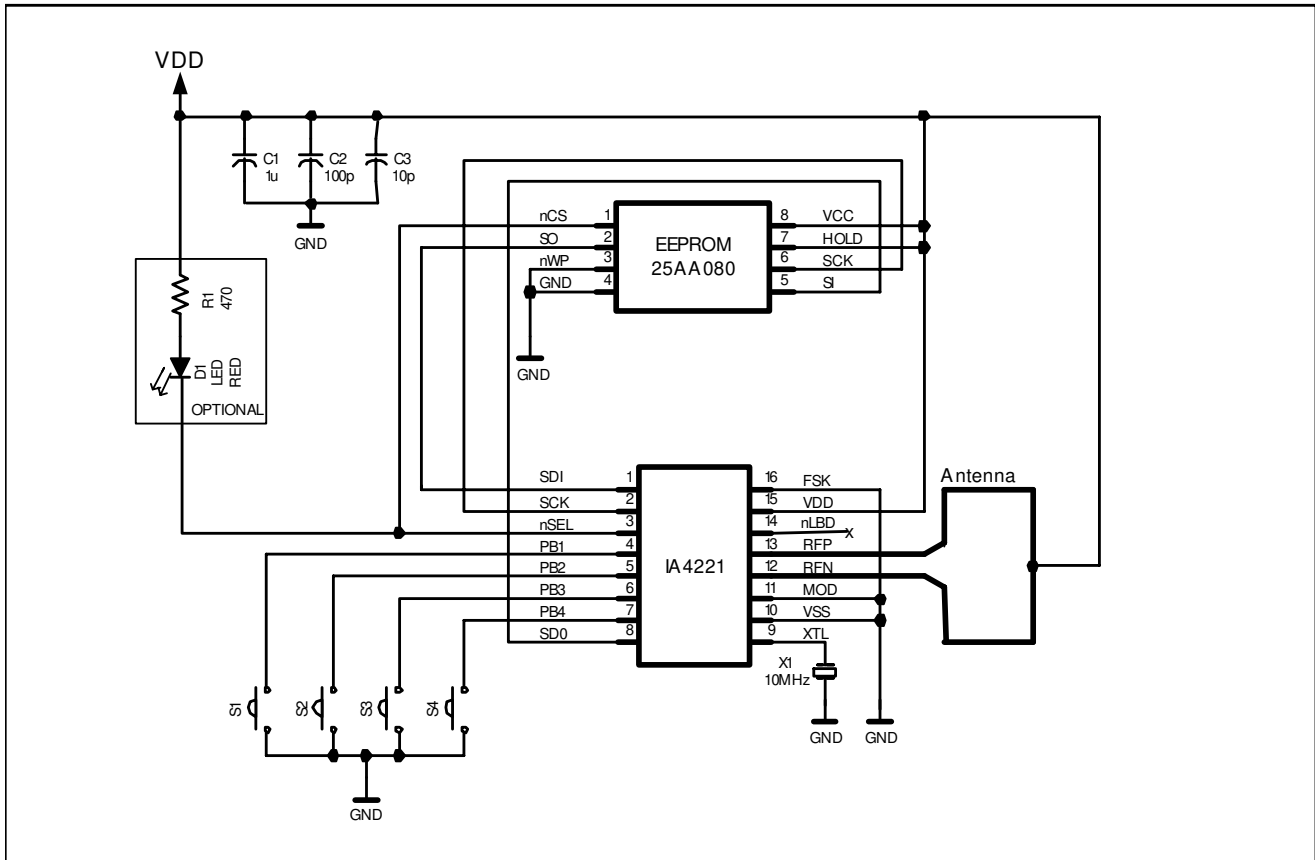 VDD
C1
1u
C2
100p
C3
10p
GND
R1
470
D1
LED
RED
OPTIONAL
nCS
SO
nWP
GND
1
2
3
4
EEPROM
25AA080
8
7
6
5
VCC
HOLD
SCK
SI
GND
SDI
SCK
nSEL
PB1
PB2
PB3
PB4
SD0
1
2
3
4
5
6
7
8
IA4221
16
15
14
13
12
11
10
9
FSK
VDD
nLBD
x
RFP
RFN
MOD
VSS
XTL
Antenna
X1
10MHz
GND
GND
S1
S2
S3
S4
GND